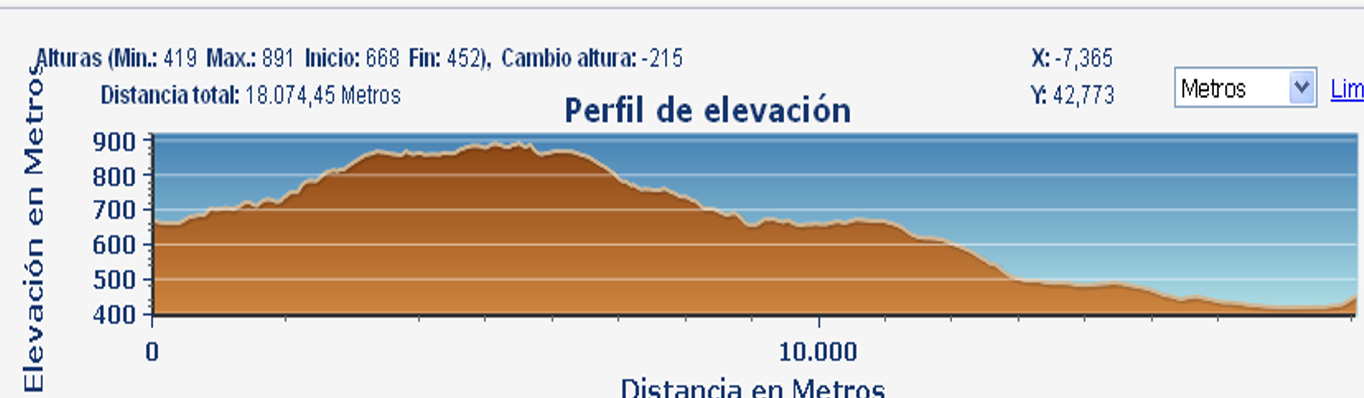 Alturas (Min.: 419 Max.: 891 Inicio: 668 Fin: 452), Cambio altura: -215
X: -7,365
Distancia total: 18.074,45 Metros
Y: 42,773
Metros
Lim
Perfil de elevación
Elevación en Metros
900
800
700
600
500
400
0
10.000
Distancia en Metros